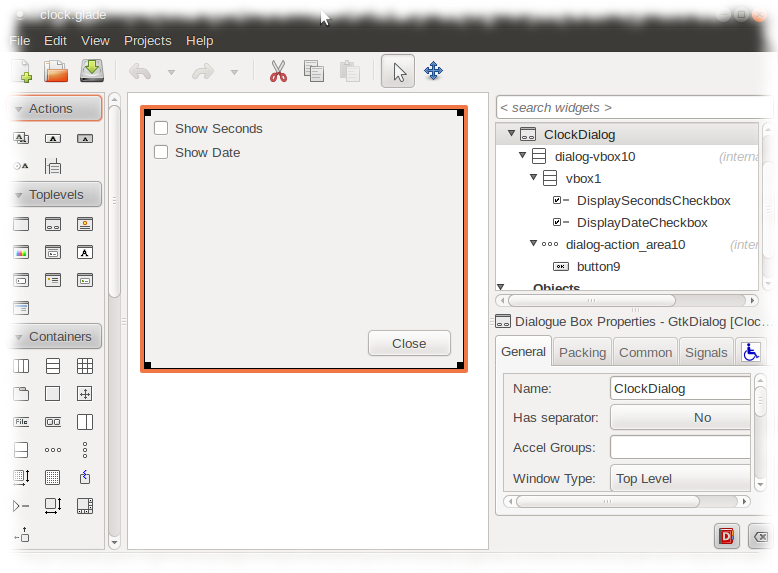 clock.glade
File Edit View Projects Help
Actions
Toplevels
Containers
File
Show Seconds
Show Date
Close
< search widgets >
ClockDialog
dialog-vbox10 (interna
vbox1
DisplaySecondsCheckbox
DisplayDateCheckbox
dialog-action_area10 (inter
OK button9
Objects
Dialogue Box Properties - GtkDialog [Cloc...
General Packing Common Signals
Name: ClockDialog
Has separator: No
Accel Groups:
Window Type: Top Level